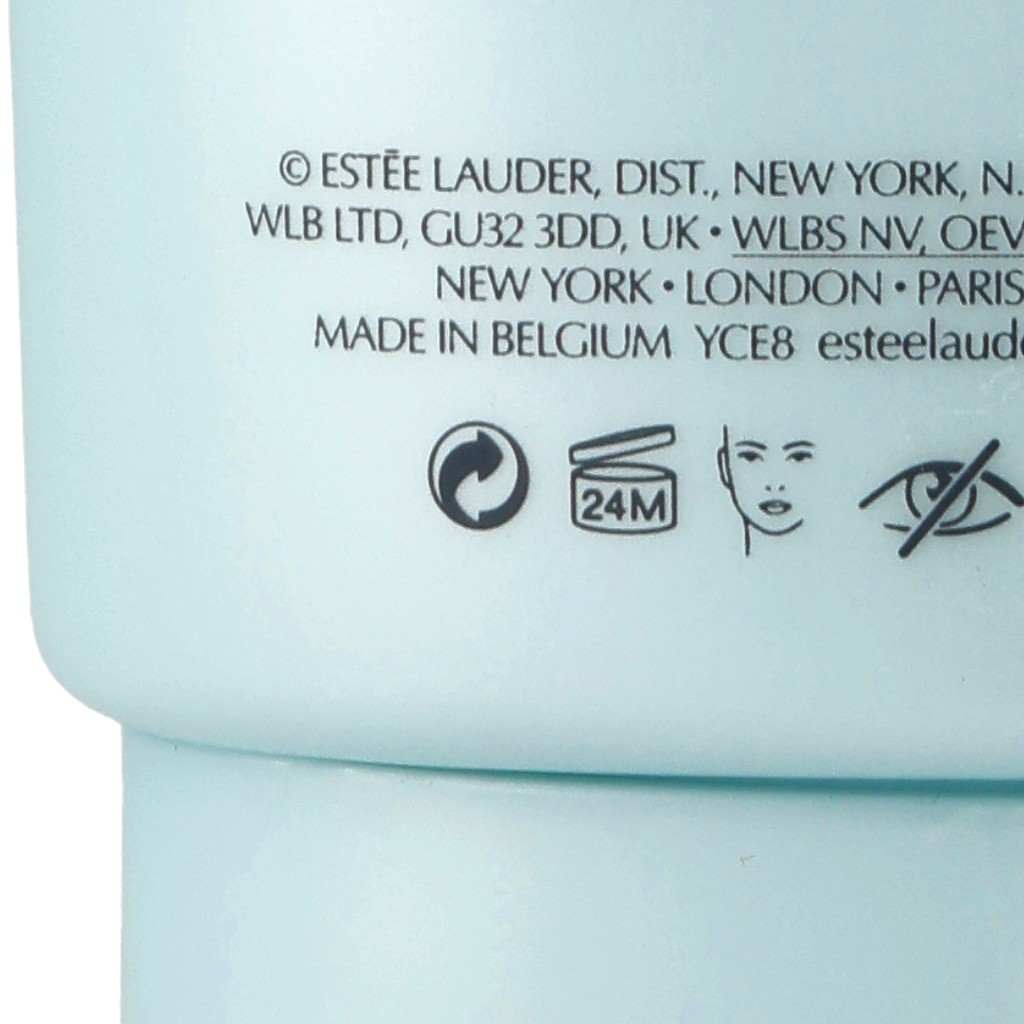 © ESTĒE LAUDER, DIST., NEW YORK, N.
WLB LTD, GU32 3DD, UK • WLBS NV, OEV
NEW YORK • LONDON • PARIS
MADE IN BELGIUM YCE8 esteelaude
24M